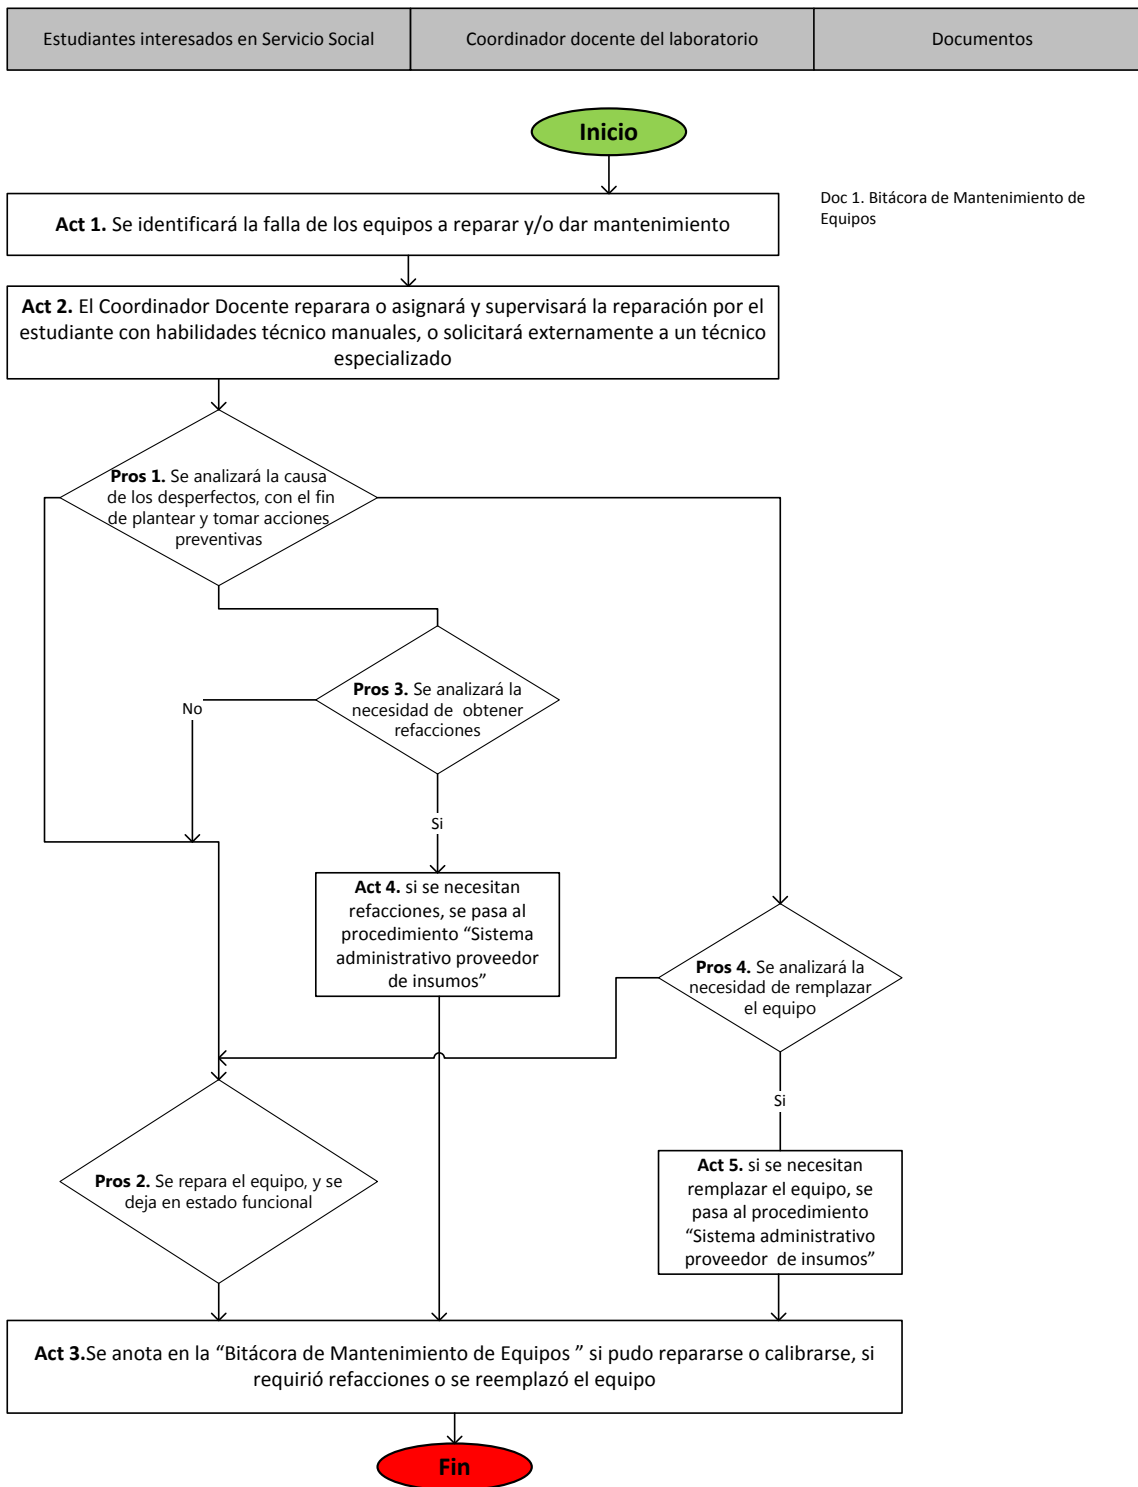 Estudiantes interesados en Servicio Social
Coordinador docente del laboratorio
Documentos
Inicio
Act 1. Se identificará la falla de los equipos a reparar y/o dar mantenimiento
Doc 1. Bitácora de Mantenimiento de
Equipos
Act 2. El Coordinador Docente reparara o asignará y supervisará la reparación por el
estudiante con habilidades técnico manuales, o solicitará externamente a un técnico
especializado
Pros 1. Se analizará la causa
de los desperfectos, con el fin
de plantear y tomar acciones
preventivas
Pros 3. Se analizará la
necesidad de obtener
refacciones
No
Si
Act 4. si se necesitan
refacciones, se pasa al
procedimiento “Sistema
administrativo proveedor
de insumos”
Pros 4. Se analizará la
necesidad de remplazar
el equipo
Si
Pros 2. Se repara el equipo, y se
deja en estado funcional
Act 5. si se necesitan
remplazar el equipo, se
pasa al procedimiento
“Sistema administrativo
proveedor de insumos”
Act 3.Se anota en la “Bitácora de Mantenimiento de Equipos ” si pudo repararse o calibrarse, si
requirió refacciones o se reemplazó el equipo
Fin